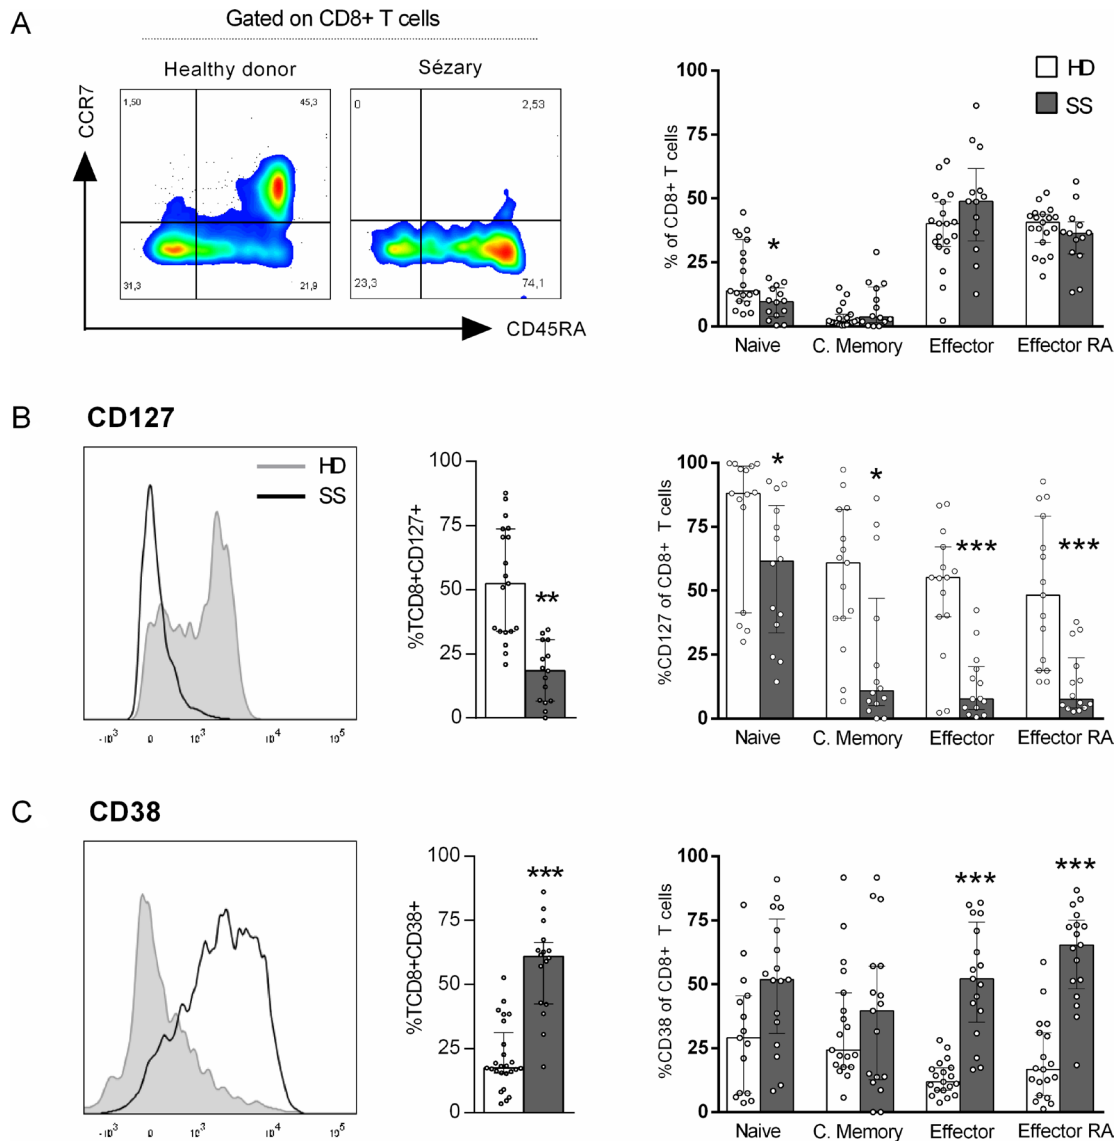 A
Gated on CD8+ T cells
Healthy donor
Sézary
CCR7
1,50
45,3
31,3
21,9
0
2,53
23,3
74,1
CD45RA
% of CD8+ T cells
100
75
50
25
0
HD
SS
*
Naive
C. Memory
Effector
Effector RA
B
CD127
HD
SS
-10³
0
10³
10⁴
10⁵
%TCD8+CD127+
100
75
50
25
0
**
%CD127 of CD8+ T cells
100
75
50
25
0
*
*
***
***
Naive
C. Memory
Effector
Effector RA
C
CD38
-10³
0
10³
10⁴
10⁵
%TCD8+CD38+
100
75
50
25
0
***
%CD38 of CD8+ T cells
100
75
50
25
0
***
***
Naive
C. Memory
Effector
Effector RA